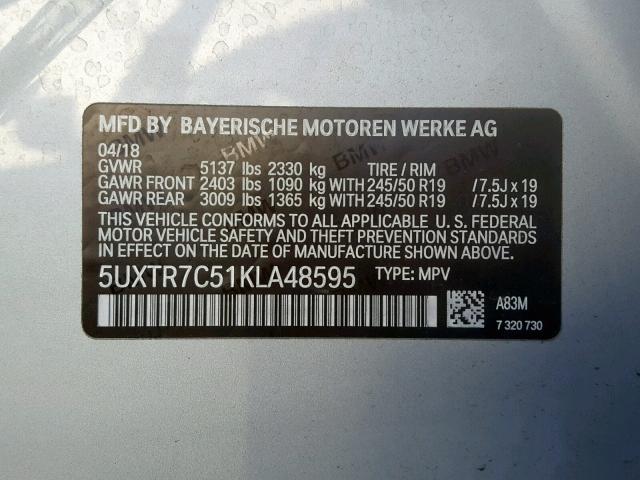 MFD BY BAYERISCHE MOTOREN WERKE AG
04/18
GVWR 5137 lbs 2330 kg TIRE / RIM
GAWR FRONT 2403 lbs 1090 kg WITH 245/50 R19 / 7.5J x 19
GAWR REAR 3009 lbs 1365 kg WITH 245/50 R19 / 7.5J x 19
THIS VEHICLE CONFORMS TO ALL APPLICABLE U. S. FEDERAL
MOTOR VEHICLE SAFETY AND THEFT PREVENTION STANDARDS
IN EFFECT ON THE DATE OF MANUFACTURE SHOWN ABOVE.
5UXTR7C51KLA48595 TYPE: MPV
A83M
7 320 730